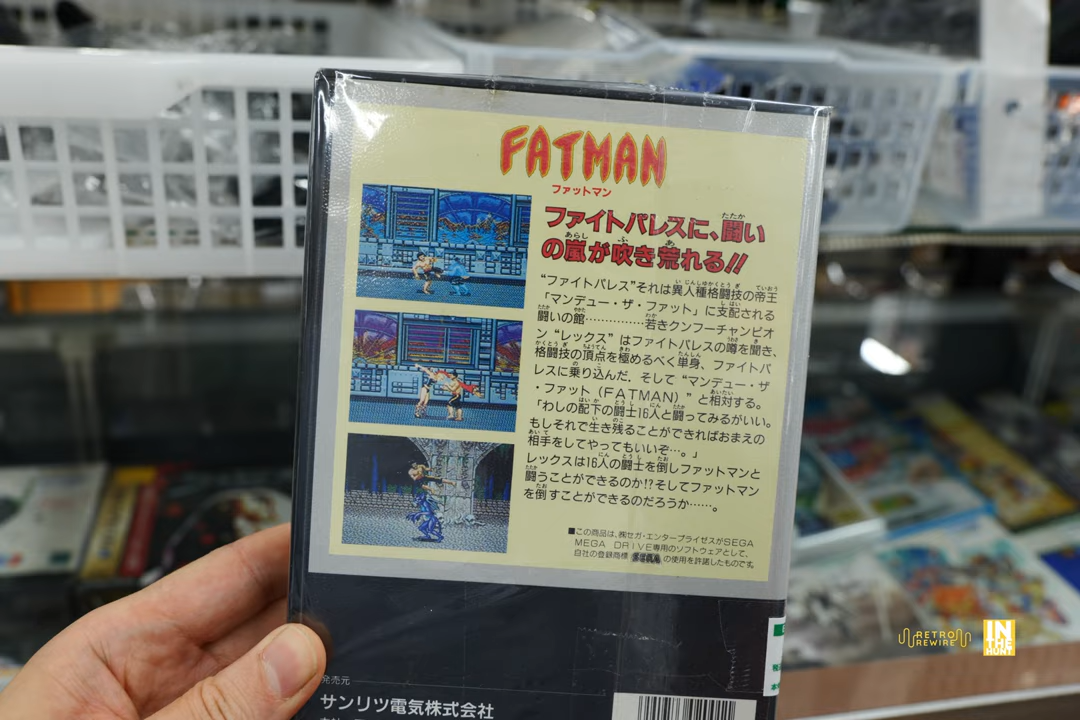 FATMAN
ファットマン
ファイトパレスに、闘い
の嵐が吹き荒れる!!
“ファイトパレス”それは異人種格闘技の帝王
「マンデュー・ザ・ファット」に支配される
闘いの館……………若きクンフーチャンピオ
ン“レックス”はファイトパレスの噂を聞き、
格闘技の頂点を極めるべく単身、ファイトパ
レスに乗り込んだ。そして“マンデュー・ザ
・ファット（FATMAN）”と相対する。
「わしの配下の闘士16人と闘ってみるがいい。
もしそれで生き残ることができればおまえの
相手をしてやってもいいぞ…。」
レックスは16人の闘士を倒しファットマンと
闘うことができるのか!?そしてファットマン
を倒すことができるのだろうか……。
■この商品は、㈱セガ・エンタープライゼスがSEGA
MEGA DRIVE専用のソフトウェアとして、
自社の登録商標 SEGA の使用を許諾したものです。
発売元
サンリツ電気株式会社
RETRO
REWIRE
IN
THE
HUNT